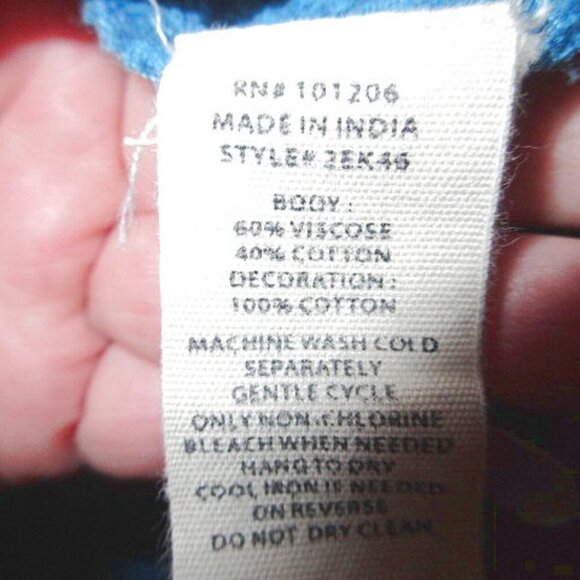 RN# 101206
MADE IN INDIA
STYLE# 2EK46
BODY :
60% VISCOSE
40% COTTON
DECORATION :
100% COTTON
MACHINE WASH COLD
SEPARATELY
GENTLE CYCLE
ONLY NON-CHLORINE
BLEACH WHEN NEEDED
HANG TO DRY
COOL IRON IF NEEDED
ON REVERSE
DO NOT DRY CLEAN